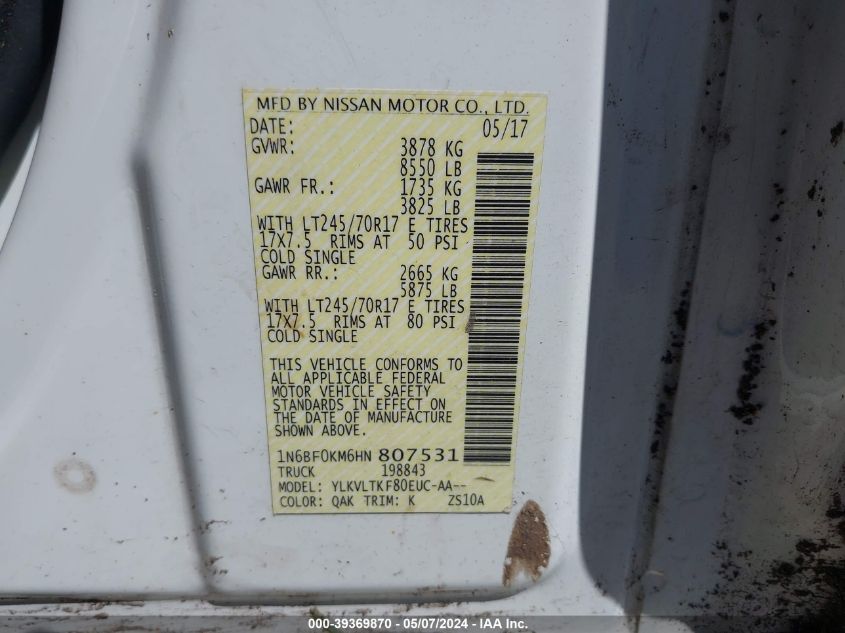 MFD BY NISSAN MOTOR CO., LTD.
DATE: 05/17
GVWR: 3878 KG
8550 LB
GAWR FR.: 1735 KG
3825 LB
WITH LT245/70R17 E TIRES
17X7.5 RIMS AT 50 PSI
COLD SINGLE
GAWR RR.: 2665 KG
5875 LB
WITH LT245/70R17 E TIRES
17X7.5 RIMS AT 80 PSI
COLD SINGLE
THIS VEHICLE CONFORMS TO
ALL APPLICABLE FEDERAL
MOTOR VEHICLE SAFETY
STANDARDS IN EFFECT ON
THE DATE OF MANUFACTURE
SHOWN ABOVE.
1N6BF0KM6HN 807531
TRUCK 198843
MODEL: YLKVLTKF80EUC-AA--
COLOR: QAK TRIM: K ZS10A
000-39369870 - 05/07/2024 - IAA Inc.